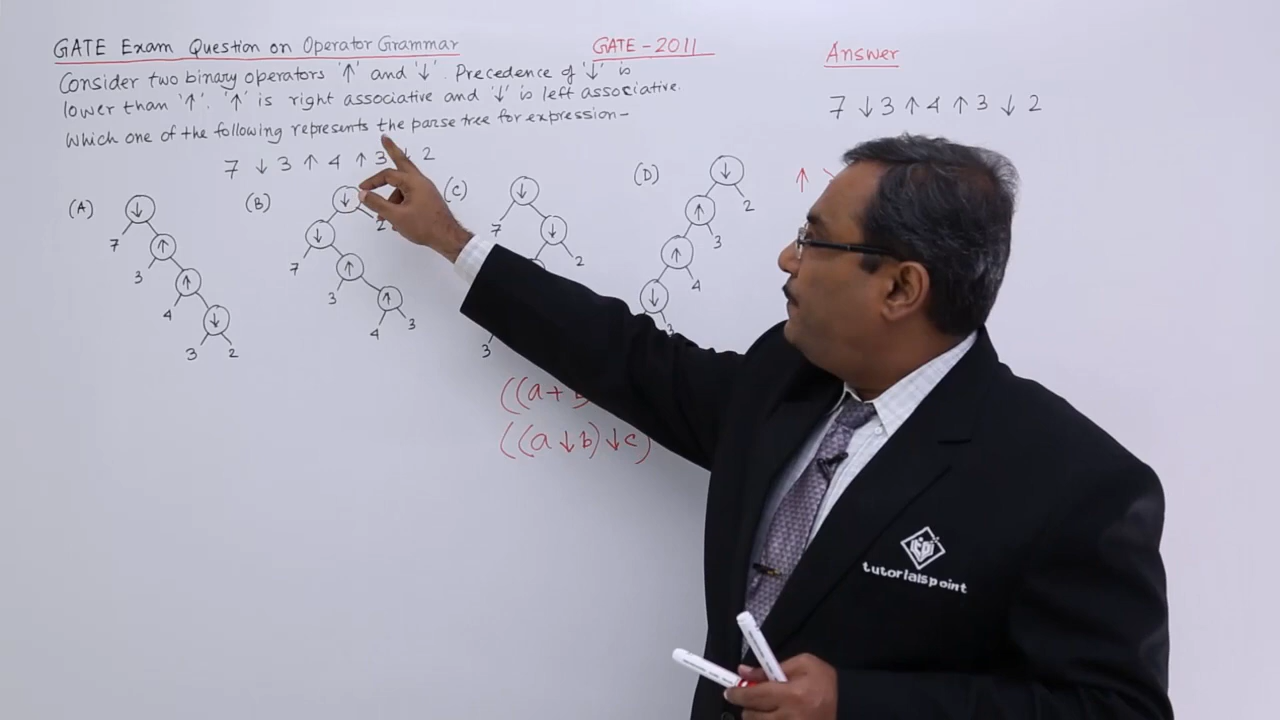 GATE Exam Question on Operator Grammar
GATE - 2011
Consider two binary operators '↑' and '↓'. Precedence of '↓' is
lower than '↑'. '↑' is right associative and '↓' is left associative.
Which one of the following represents the parse tree for expression—
7 ↓ 3 ↑ 4 ↑ 3 ↓ 2
(A)
↓
7 ↑
3 ↑
4 ↓
3 2
(B)
↓
↓ 2
7 ↑
3 ↑
4 3
(C)
↓
7 ↓
2
3
(D)
↓
↑ 2
↑ 3
↓ 4
3
((a +
((a ↓ b) ↓ c)
Answer
7 ↓ 3 ↑ 4 ↑ 3 ↓ 2
↑
tutorialspoint